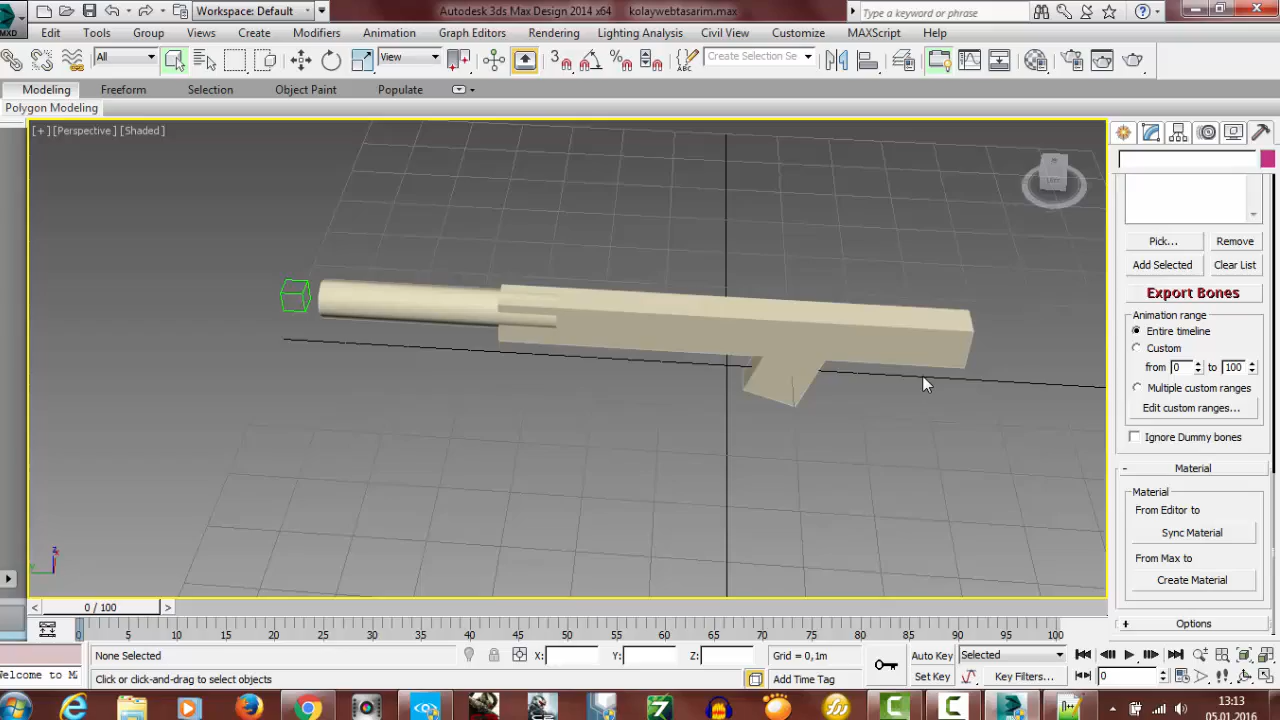 MXD
Workspace: Default
Autodesk 3ds Max Design 2014 x64 kolaywebtasarim.max
Type a keyword or phrase
Edit Tools Group Views Create Modifiers Animation Graph Editors Rendering Lighting Analysis Civil View Customize MAXScript Help
All
View
3
ABC
Create Selection Se
Modeling Freeform Selection Object Paint Populate
Polygon Modeling
[+] [Perspective] [Shaded]
Pick... Remove
Add Selected Clear List
Export Bones
Animation range
Entire timeline
Custom
from 0 to 100
Multiple custom ranges
Edit custom ranges...
Ignore Dummy bones
- Material
Material
From Editor to
Sync Material
From Max to
Create Material
+ Options
z
< 0 / 100 >
0 5 10 15 20 25 30 35 40 45 50 55 60 65 70 75 80 85 90 95 100
None Selected X: Y: Z: Grid = 0,1m Auto Key Selected
Welcome to M Click or click-and-drag to select objects Add Time Tag Set Key Key Filters... 0
13:13
05.01.2016